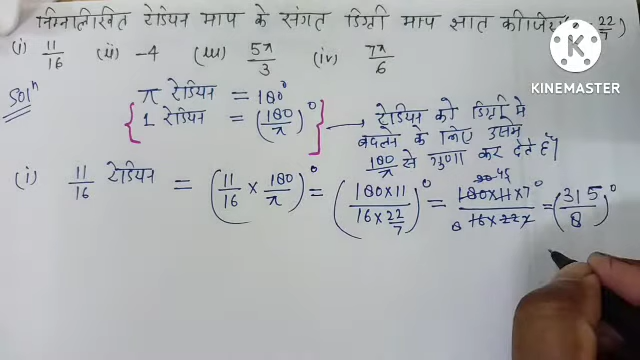 निम्नलिखित रेडियन माप के संगत डिग्री माप ज्ञात कीजिए 22/7)
(i) 11/16 (ii) -4 (iii) 5π/3 (iv) 7π/6
KINEMASTER
Solⁿ
π रेडियन = 180°
{ 1 रेडियन = (180/π)° } → रेडियन को डिग्री में
बदलने के लिए उसमें
180/π से गुणा कर देते हैं|
(i) 11/16 रेडियन = (11/16 × 180/π)° = (180×11/16×22/7)° = 180×11×7°/16×22 = (315/8)°